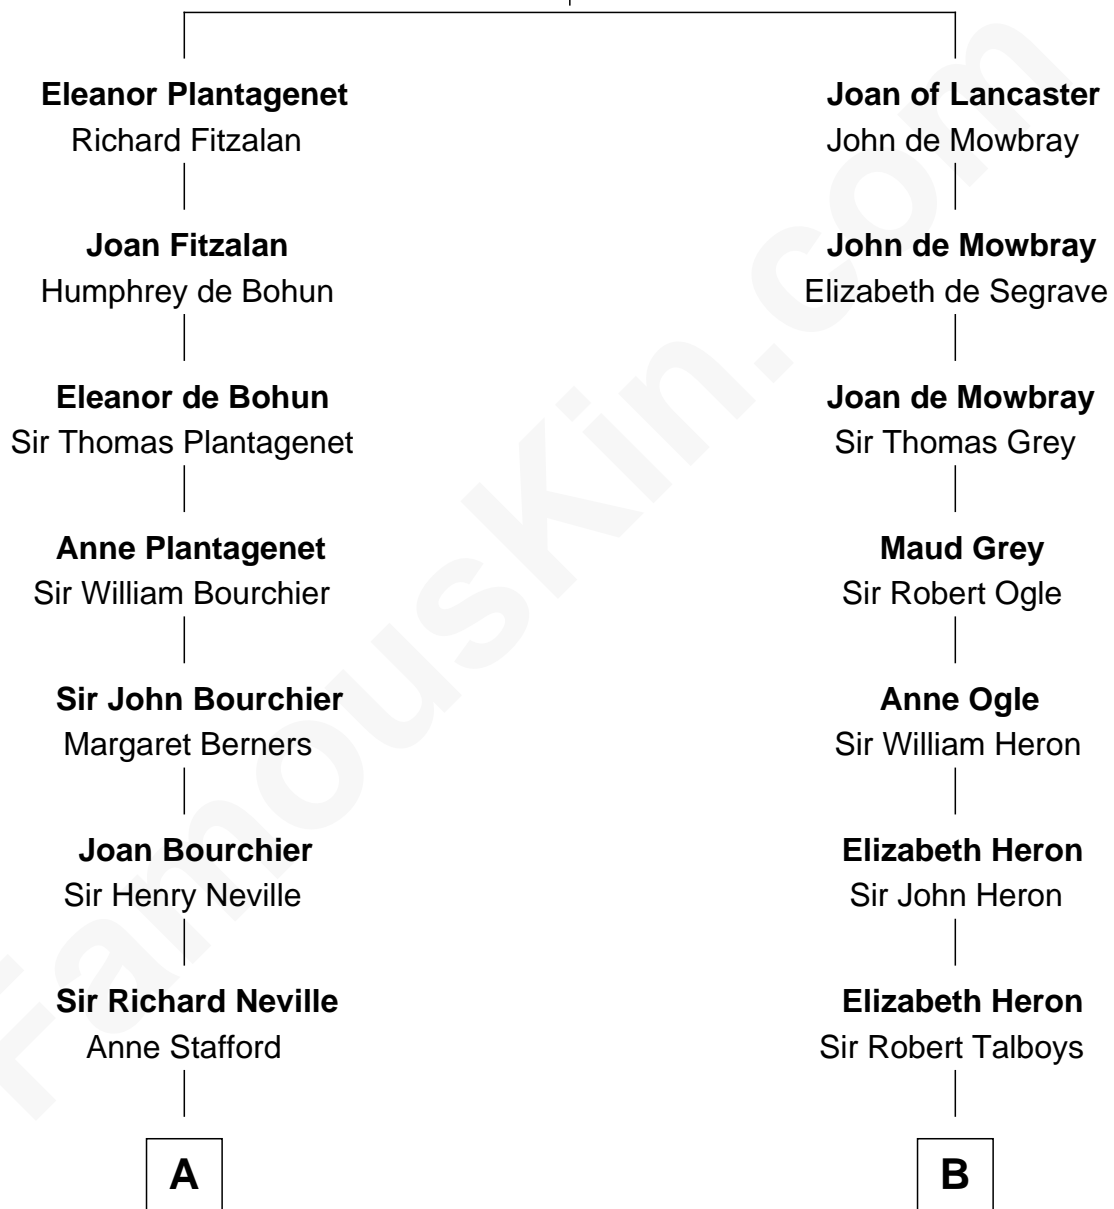 Eleanor Plantagenet
Richard Fitzalan
Joan Fitzalan
Humphrey de Bohun
Eleanor de Bohun
Sir Thomas Plantagenet
Anne Plantagenet
Sir William Bourchier
Sir John Bourchier
Margaret Berners
Joan Bourchier
Sir Henry Neville
Sir Richard Neville
Anne Stafford
A
Joan of Lancaster
John de Mowbray
John de Mowbray
Elizabeth de Segrave
Joan de Mowbray
Sir Thomas Grey
Maud Grey
Sir Robert Ogle
Anne Ogle
Sir William Heron
Elizabeth Heron
Sir John Heron
Elizabeth Heron
Sir Robert Talboys
B
FamousKin.com